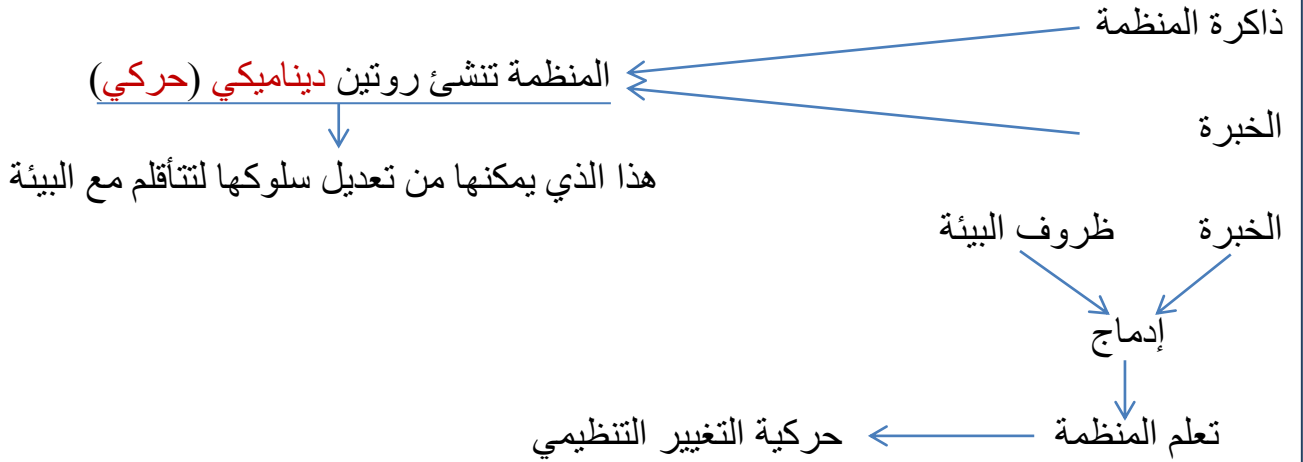 ذاكرة المنظمة
المنظمة تنشئ روتين ديناميكي (حركي)
الخبرة
هذا الذي يمكنها من تعديل سلوكها لتتأقلم مع البيئة
الخبرة ظروف البيئة
إدماج
تعلم المنظمة حركية التغيير التنظيمي